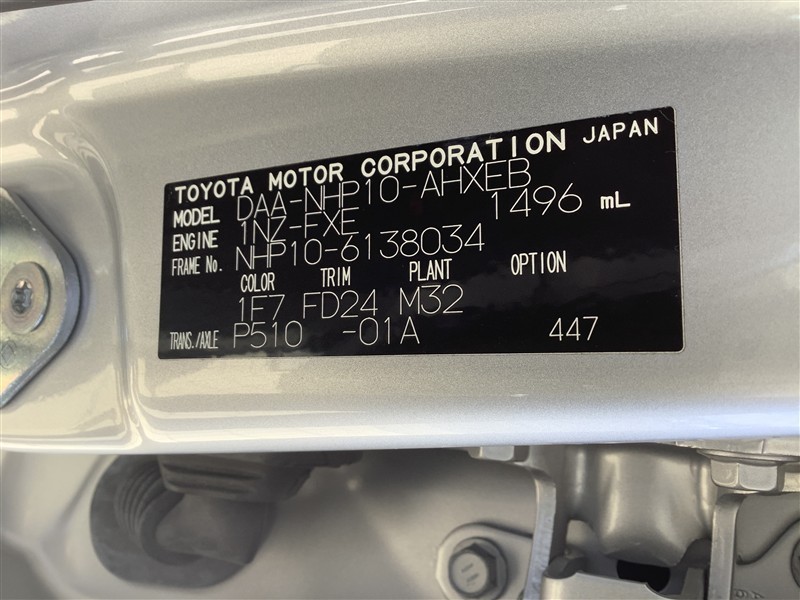 TOYOTA MOTOR CORPORATION JAPAN
MODEL DAA-NHP10-AHXEB
ENGINE 1NZ-FXE 1496 mL
FRAME No. NHP10-6138034
COLOR TRIM PLANT OPTION
1E7 FD24 M32
TRANS./AXLE P510 -01A 447